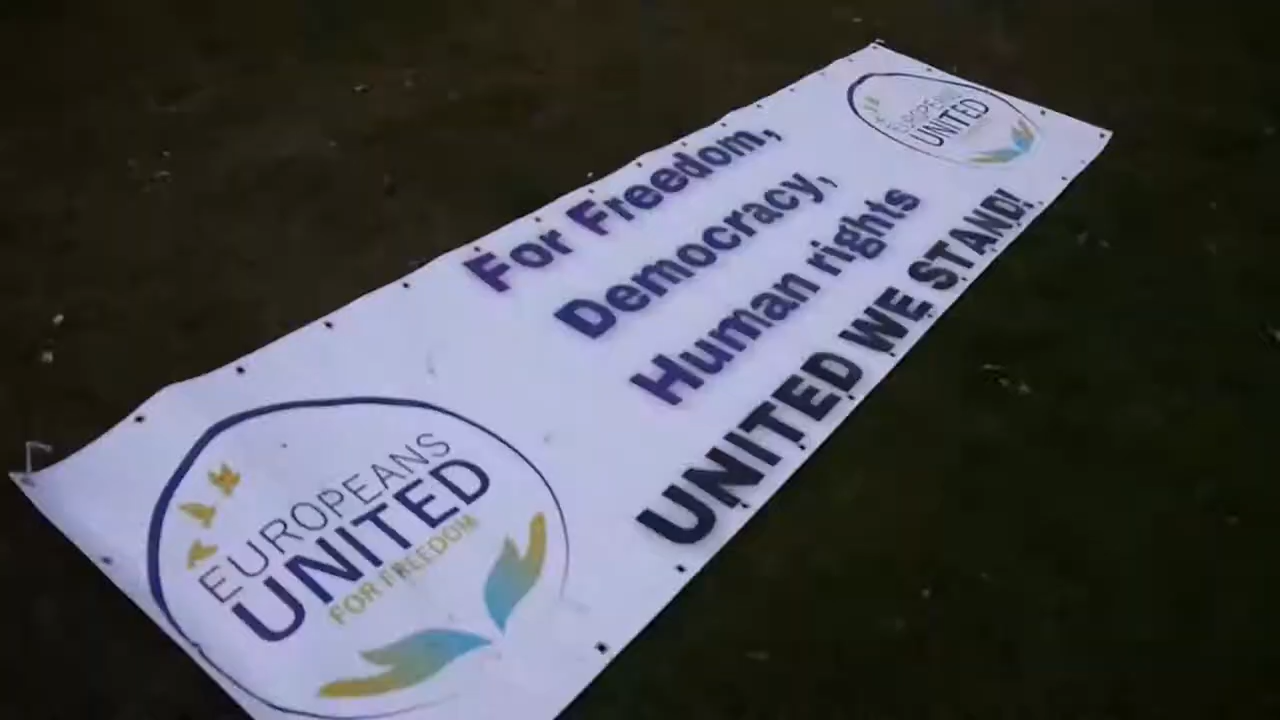 EUROPEANS
UNITED
FOR FREEDOM
For Freedom,
Democracy,
Human rights
UNITED WE STAND!
EUROPEANS
UNITED